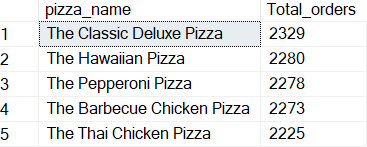 pizza_name Total_orders
1 The Classic Deluxe Pizza 2329
2 The Hawaiian Pizza 2280
3 The Pepperoni Pizza 2278
4 The Barbecue Chicken Pizza 2273
5 The Thai Chicken Pizza 2225